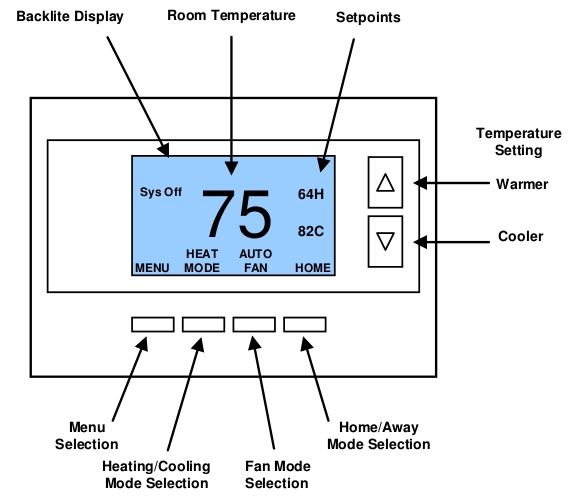 Backlite Display
Room Temperature
Setpoints
Temperature
Setting
Warmer
Cooler
Sys Off
75
64H
82C
HEAT
AUTO
MENU
MODE
FAN
HOME
Menu
Selection
Heating/Cooling
Mode Selection
Fan Mode
Selection
Home/Away
Mode Selection